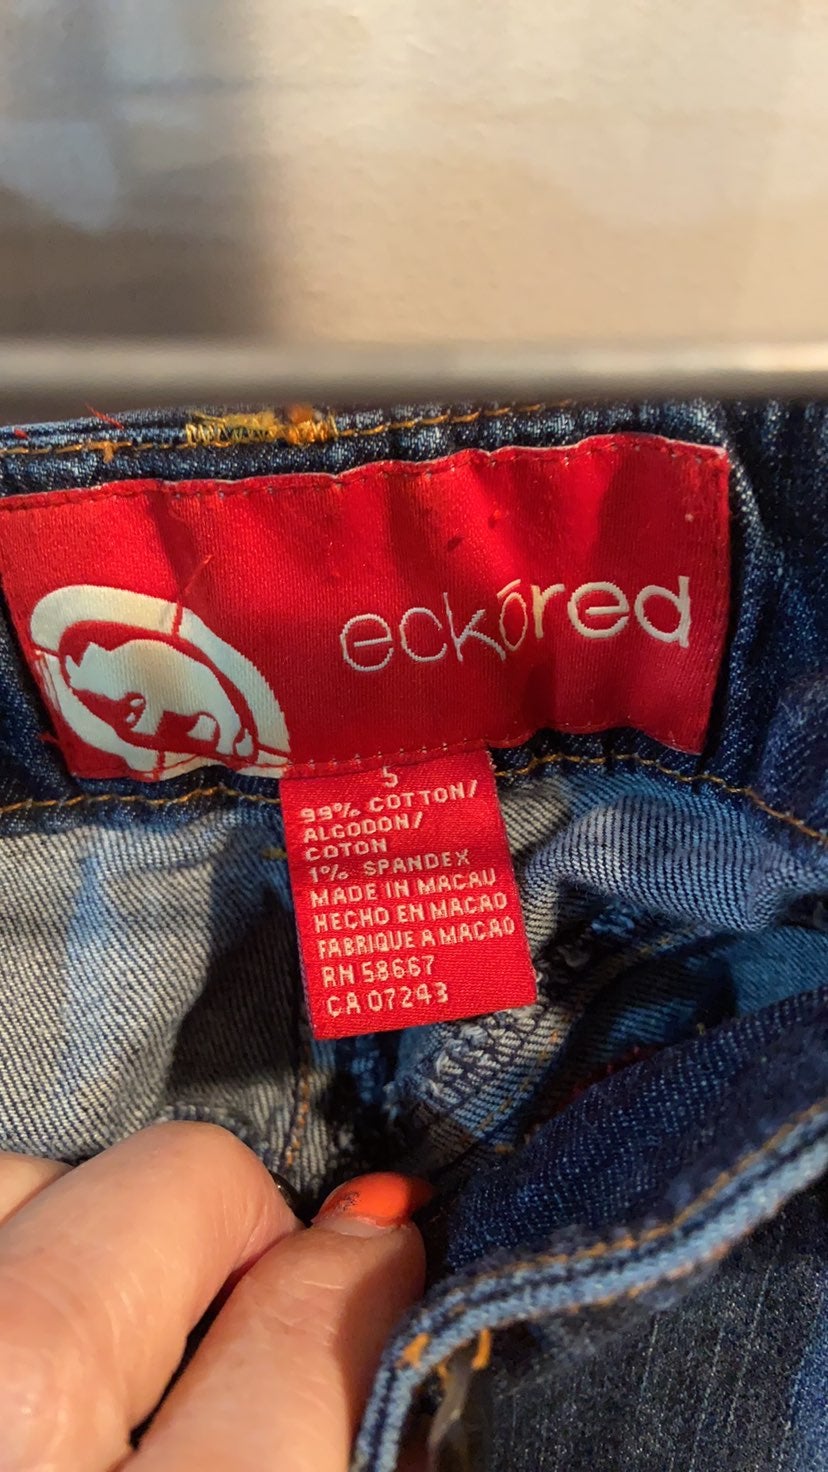 eckōred
5
99% COTTON/
ALGODON/
COTON
1% SPANDEX
MADE IN MACAU
HECHO EN MACAO
FABRIQUE A MACAO
RN 58667
CA 07243